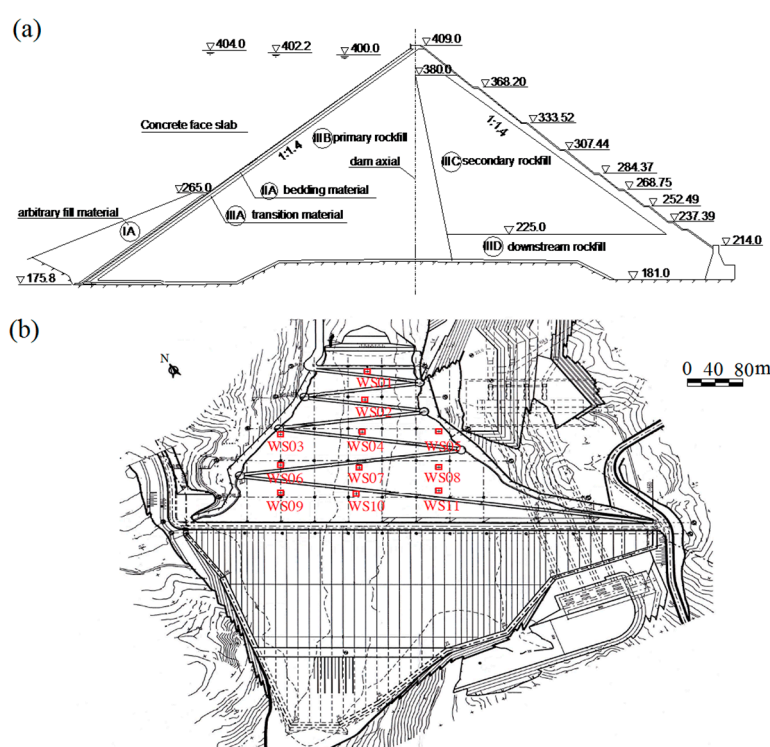 (a)
404.0
402.2
400.0
409.0
380.0
368.20
333.52
307.44
284.37
268.75
252.49
237.39
214.0
Concrete face slab
1:1.4
IIIB primary rockfill
1:1.4
dam axial
IIIC secondary rockfill
265.0
IIA bedding material
arbitrary fill material
IIIA transition material
IA
225.0
IIID downstream rockfill
175.8
181.0
(b)
N
0 40 80m
WS01
WS02
WS03
WS04
WS05
WS06
WS07
WS08
WS09
WS10
WS11